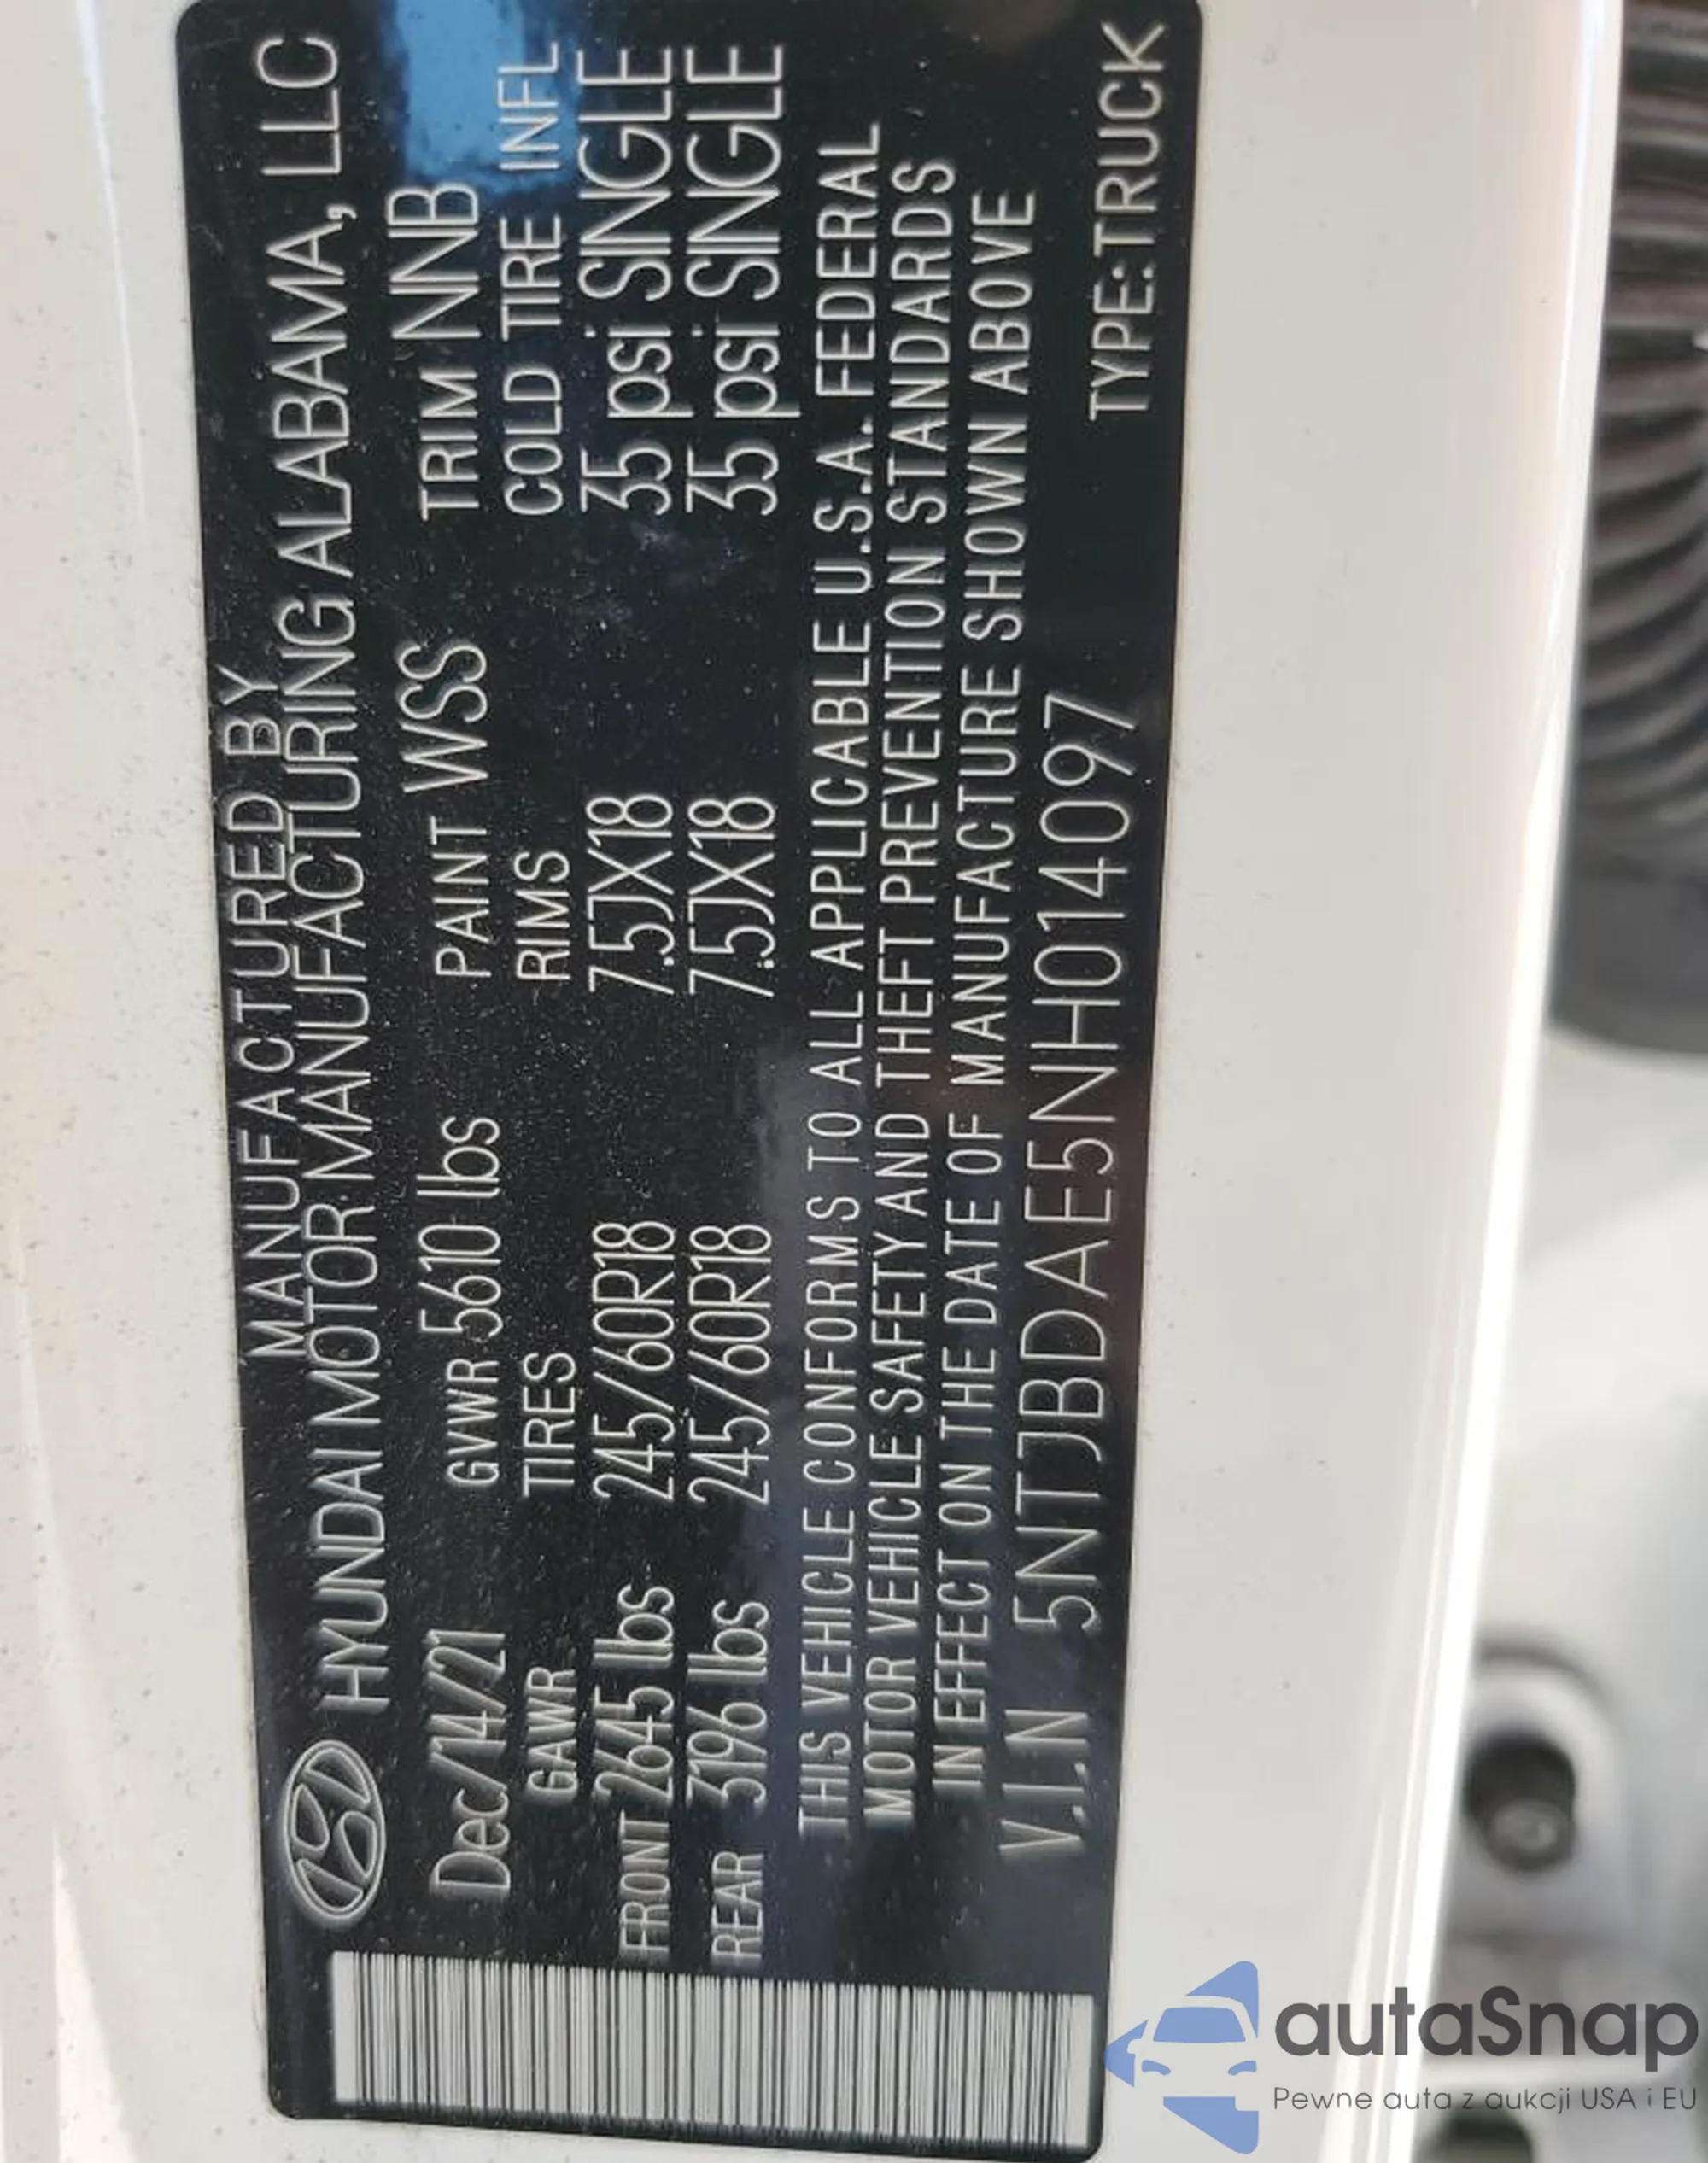 MANUFACTURED BY
HYUNDAI MOTOR MANUFACTURING ALABAMA, LLC
Dec/14/21 GVWR 5610 lbs PAINT WSS TRIM NNB
GAWR TIRES RIMS COLD TIRE INFL
FRONT 2645 lbs 245/60R18 7.5JX18 35 psi SINGLE
REAR 3196 lbs 245/60R18 7.5JX18 35 psi SINGLE
THIS VEHICLE CONFORMS TO ALL APPLICABLE U.S.A. FEDERAL
MOTOR VEHICLE SAFETY AND THEFT PREVENTION STANDARDS
IN EFFECT ON THE DATE OF MANUFACTURE SHOWN ABOVE
V.I.N 5NTJBDAE5NH014097
TYPE:TRUCK
autaSnap
Pewne auta z aukcji USA i EU